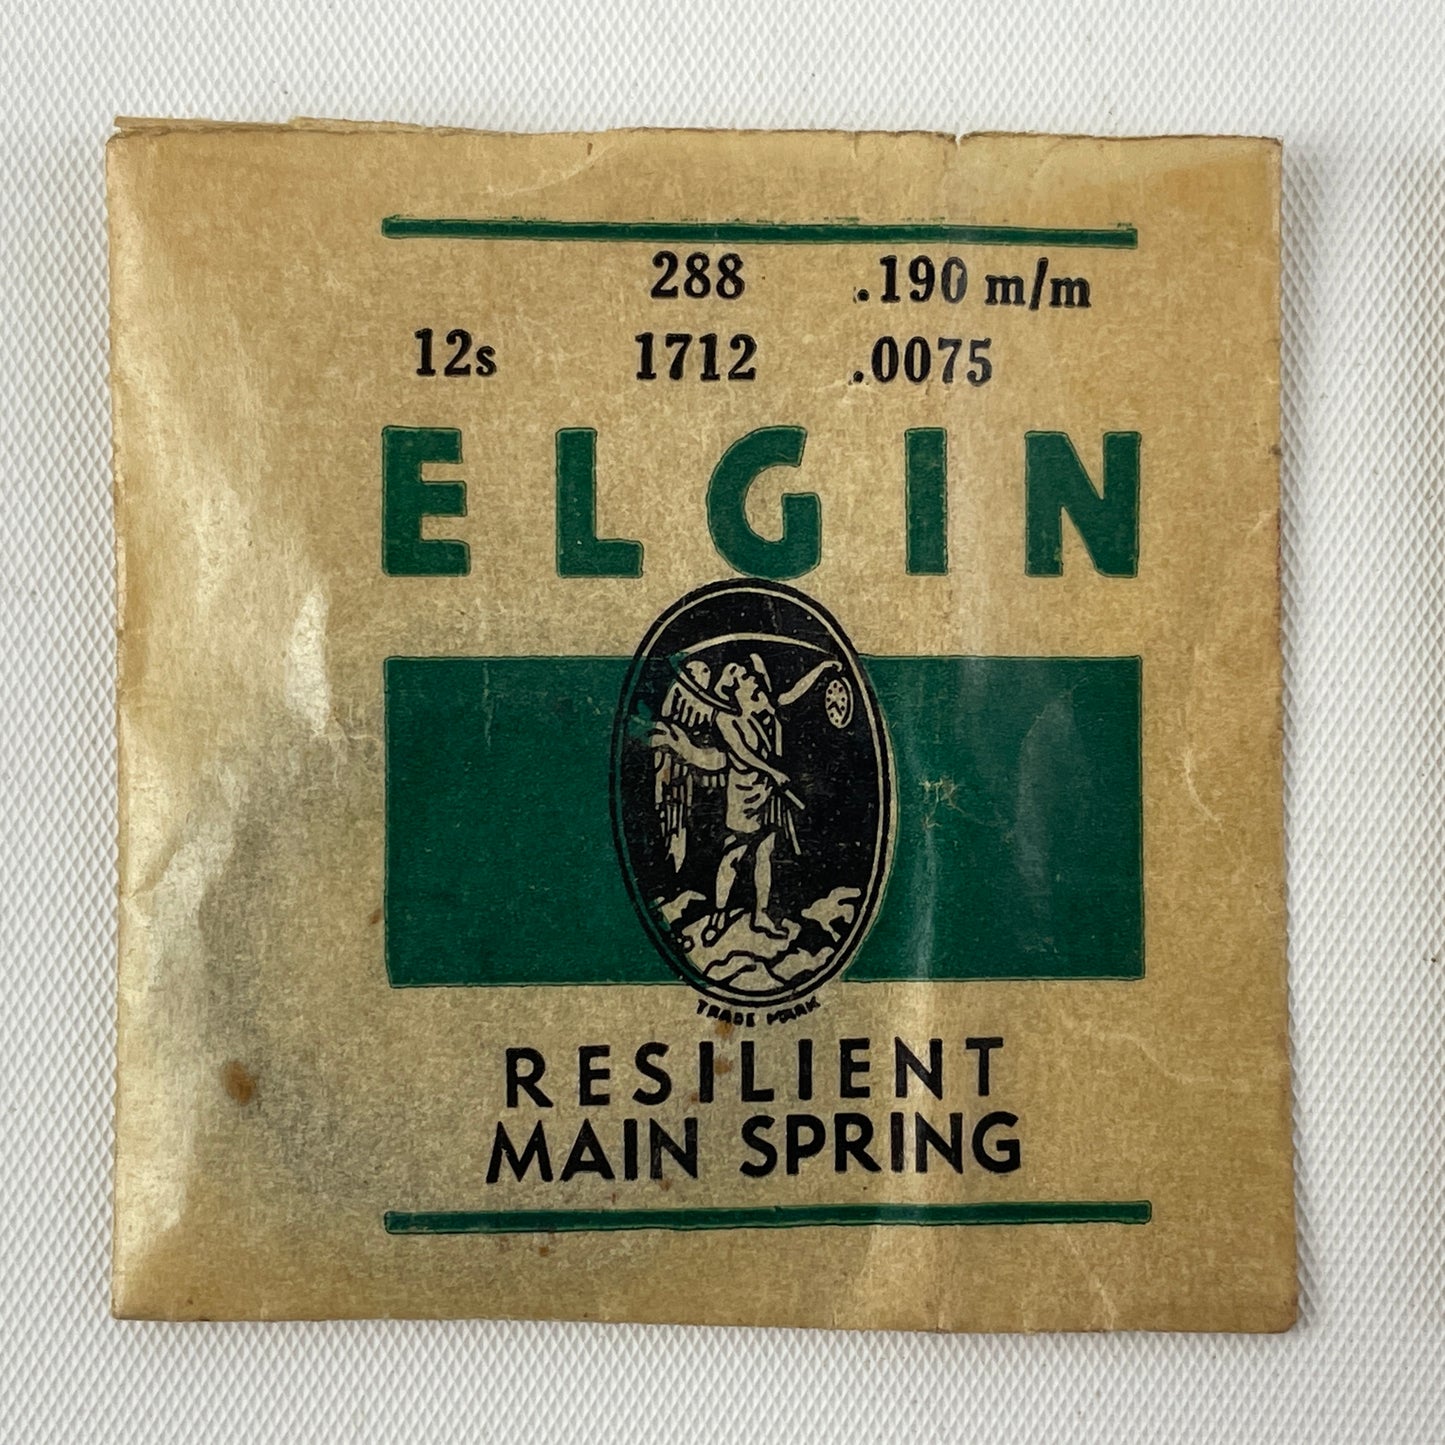 288 .190 m/m
12s 1712 .0075
ELGIN
TRADE MARK
RESILIENT
MAIN SPRING